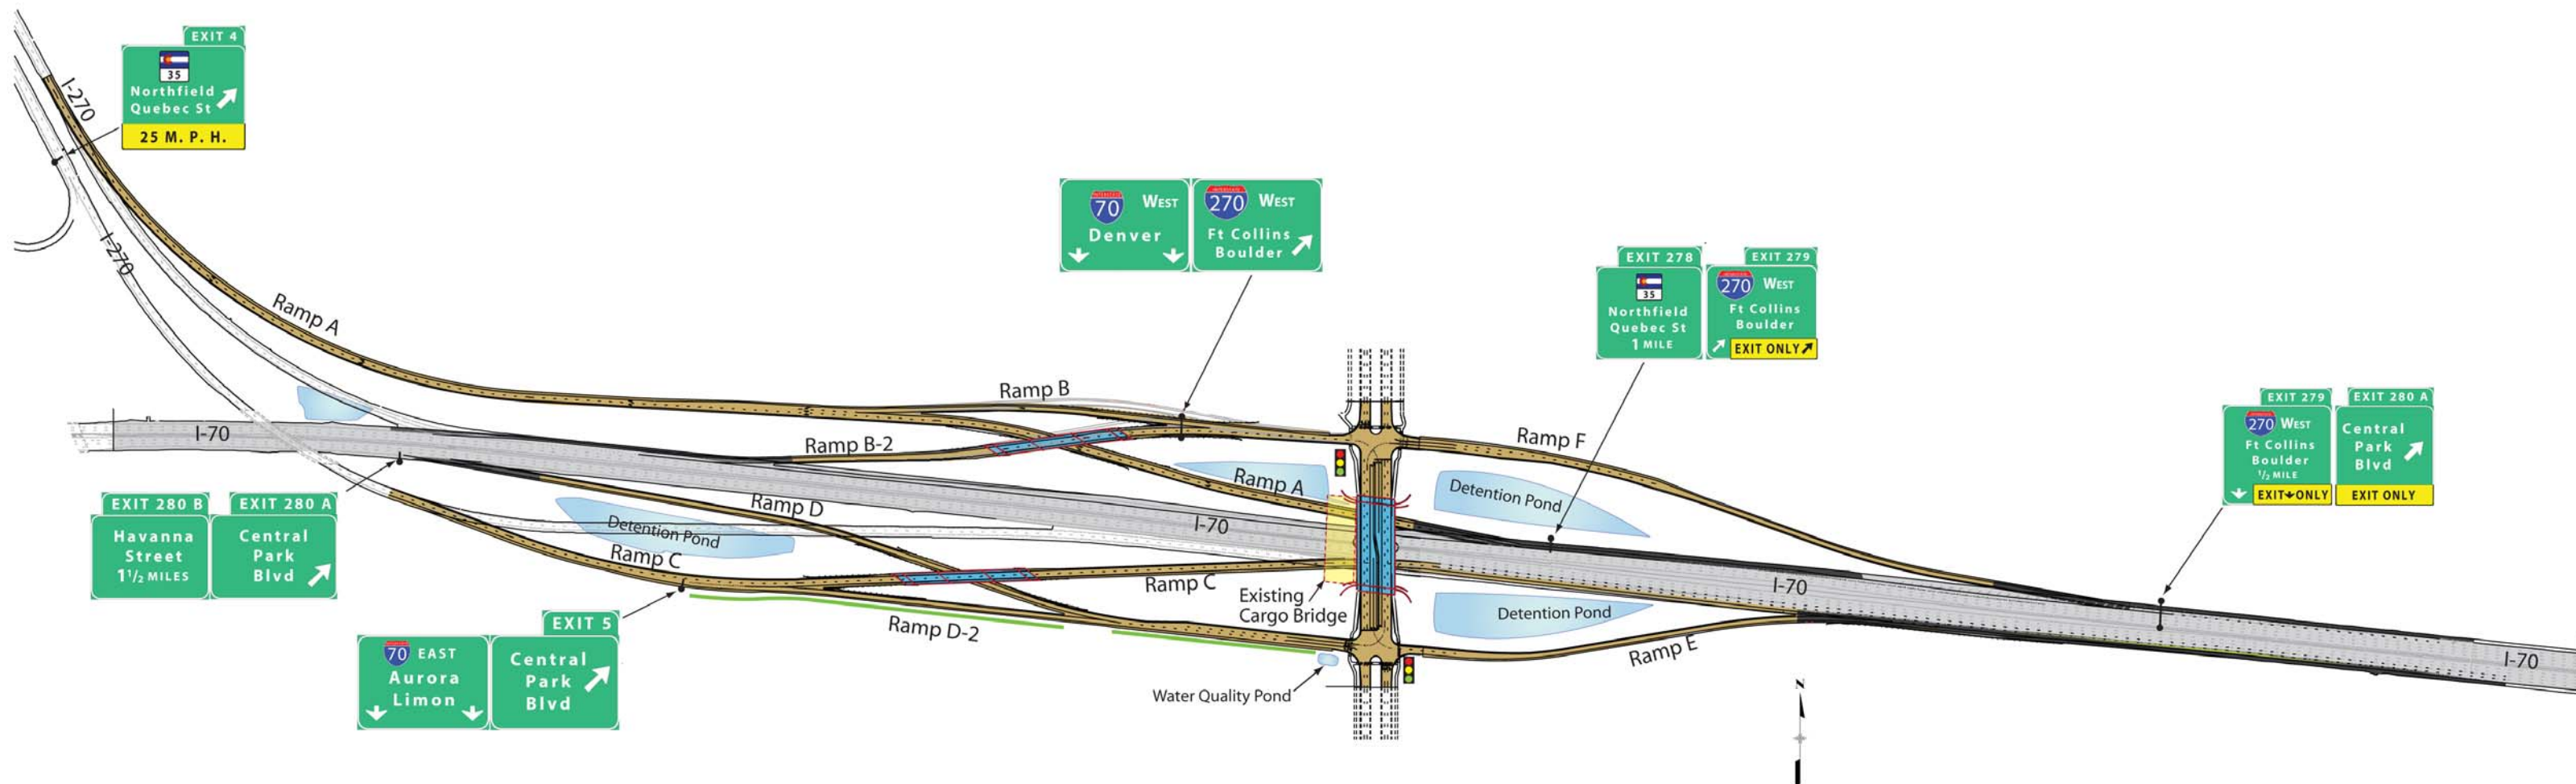 EXIT 4
35
Northfield
Quebec St
25 M. P. H.
I-270
I-270
Ramp A
INTERSTATE
70 WEST
Denver
INTERSTATE
270 WEST
Ft Collins
Boulder
EXIT 278
35
Northfield
Quebec St
1 MILE
EXIT 279
INTERSTATE
270 WEST
Ft Collins
Boulder
EXIT ONLY
EXIT 279
270 WEST
Ft Collins
Boulder
1/2 MILE
EXIT ONLY
EXIT 280 A
Central
Park
Blvd
EXIT ONLY
Ramp B
Ramp B-2
Ramp F
I-70
Ramp A
Detention Pond
Ramp D
I-70
Detention Pond
Ramp C
Ramp C
Existing
Cargo Bridge
I-70
Detention Pond
Ramp E
I-70
EXIT 280 B
Havanna
Street
1 1/2 MILES
EXIT 280 A
Central
Park
Blvd
EXIT 5
70 EAST
Aurora
Limon
Central
Park
Blvd
Ramp D-2
Water Quality Pond
N